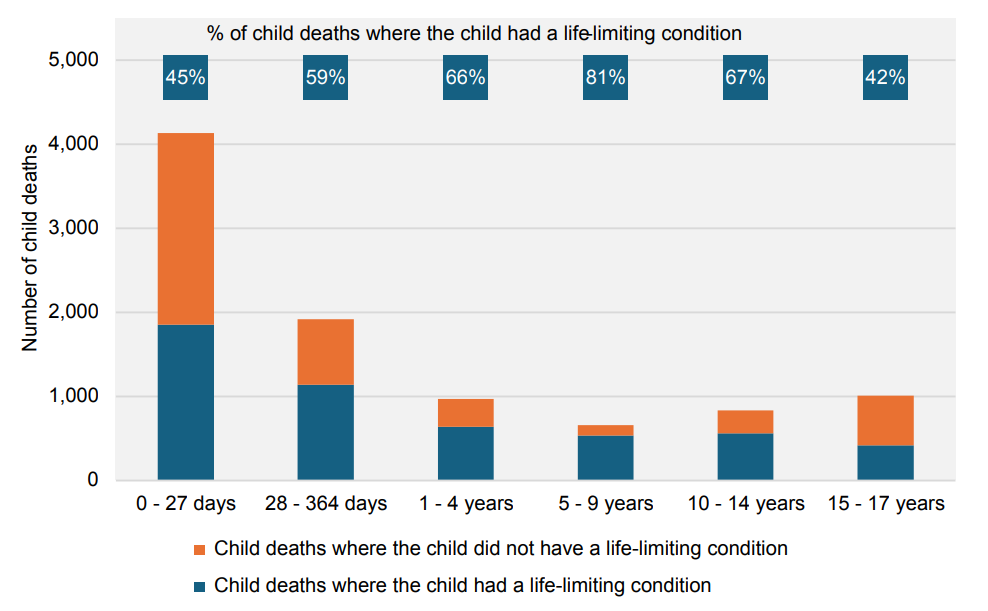 % of child deaths where the child had a life-limiting condition
5,000
45% 59% 66% 81% 67% 42%
4,000
3,000
2,000
1,000
0
Number of child deaths
0 - 27 days 28 - 364 days 1 - 4 years 5 - 9 years 10 - 14 years 15 - 17 years
Child deaths where the child did not have a life-limiting condition
Child deaths where the child had a life-limiting condition